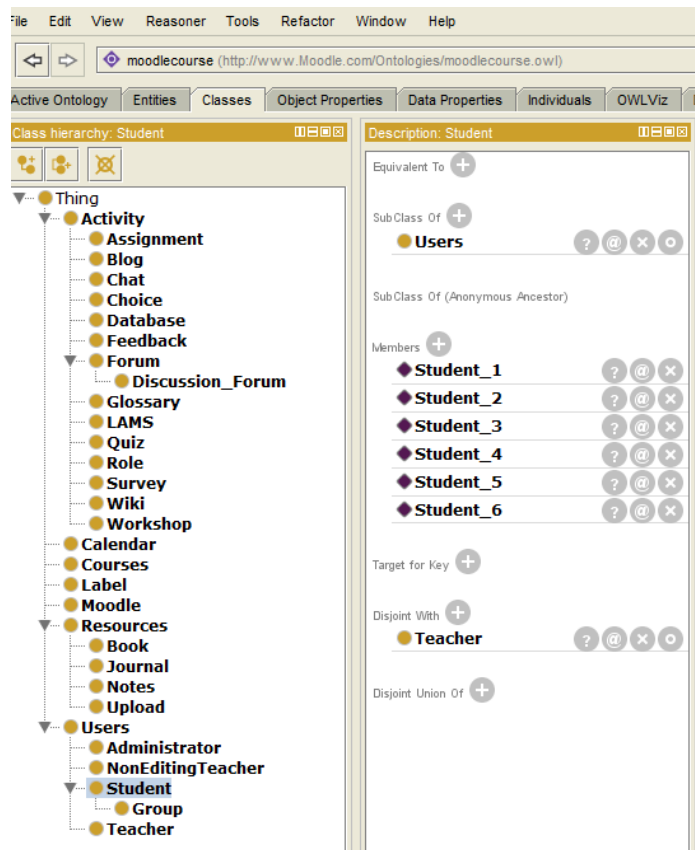 File Edit View Reasoner Tools Refactor Window Help
moodlecourse (http://www.Moodle.com/Ontologies/moodlecourse.owl)
Active Ontology Entities Classes Object Properties Data Properties Individuals OWLViz
Class hierarchy: Student
Thing
Activity
Assignment
Blog
Chat
Choice
Database
Feedback
Forum
Discussion_Forum
Glossary
LAMS
Quiz
Role
Survey
Wiki
Workshop
Calendar
Courses
Label
Moodle
Resources
Book
Journal
Notes
Upload
Users
Administrator
NonEditingTeacher
Student
Group
Teacher
Description: Student
Equivalent To
SubClass Of
Users
SubClass Of (Anonymous Ancestor)
Members
Student_1
Student_2
Student_3
Student_4
Student_5
Student_6
Target for Key
Disjoint With
Teacher
Disjoint Union Of